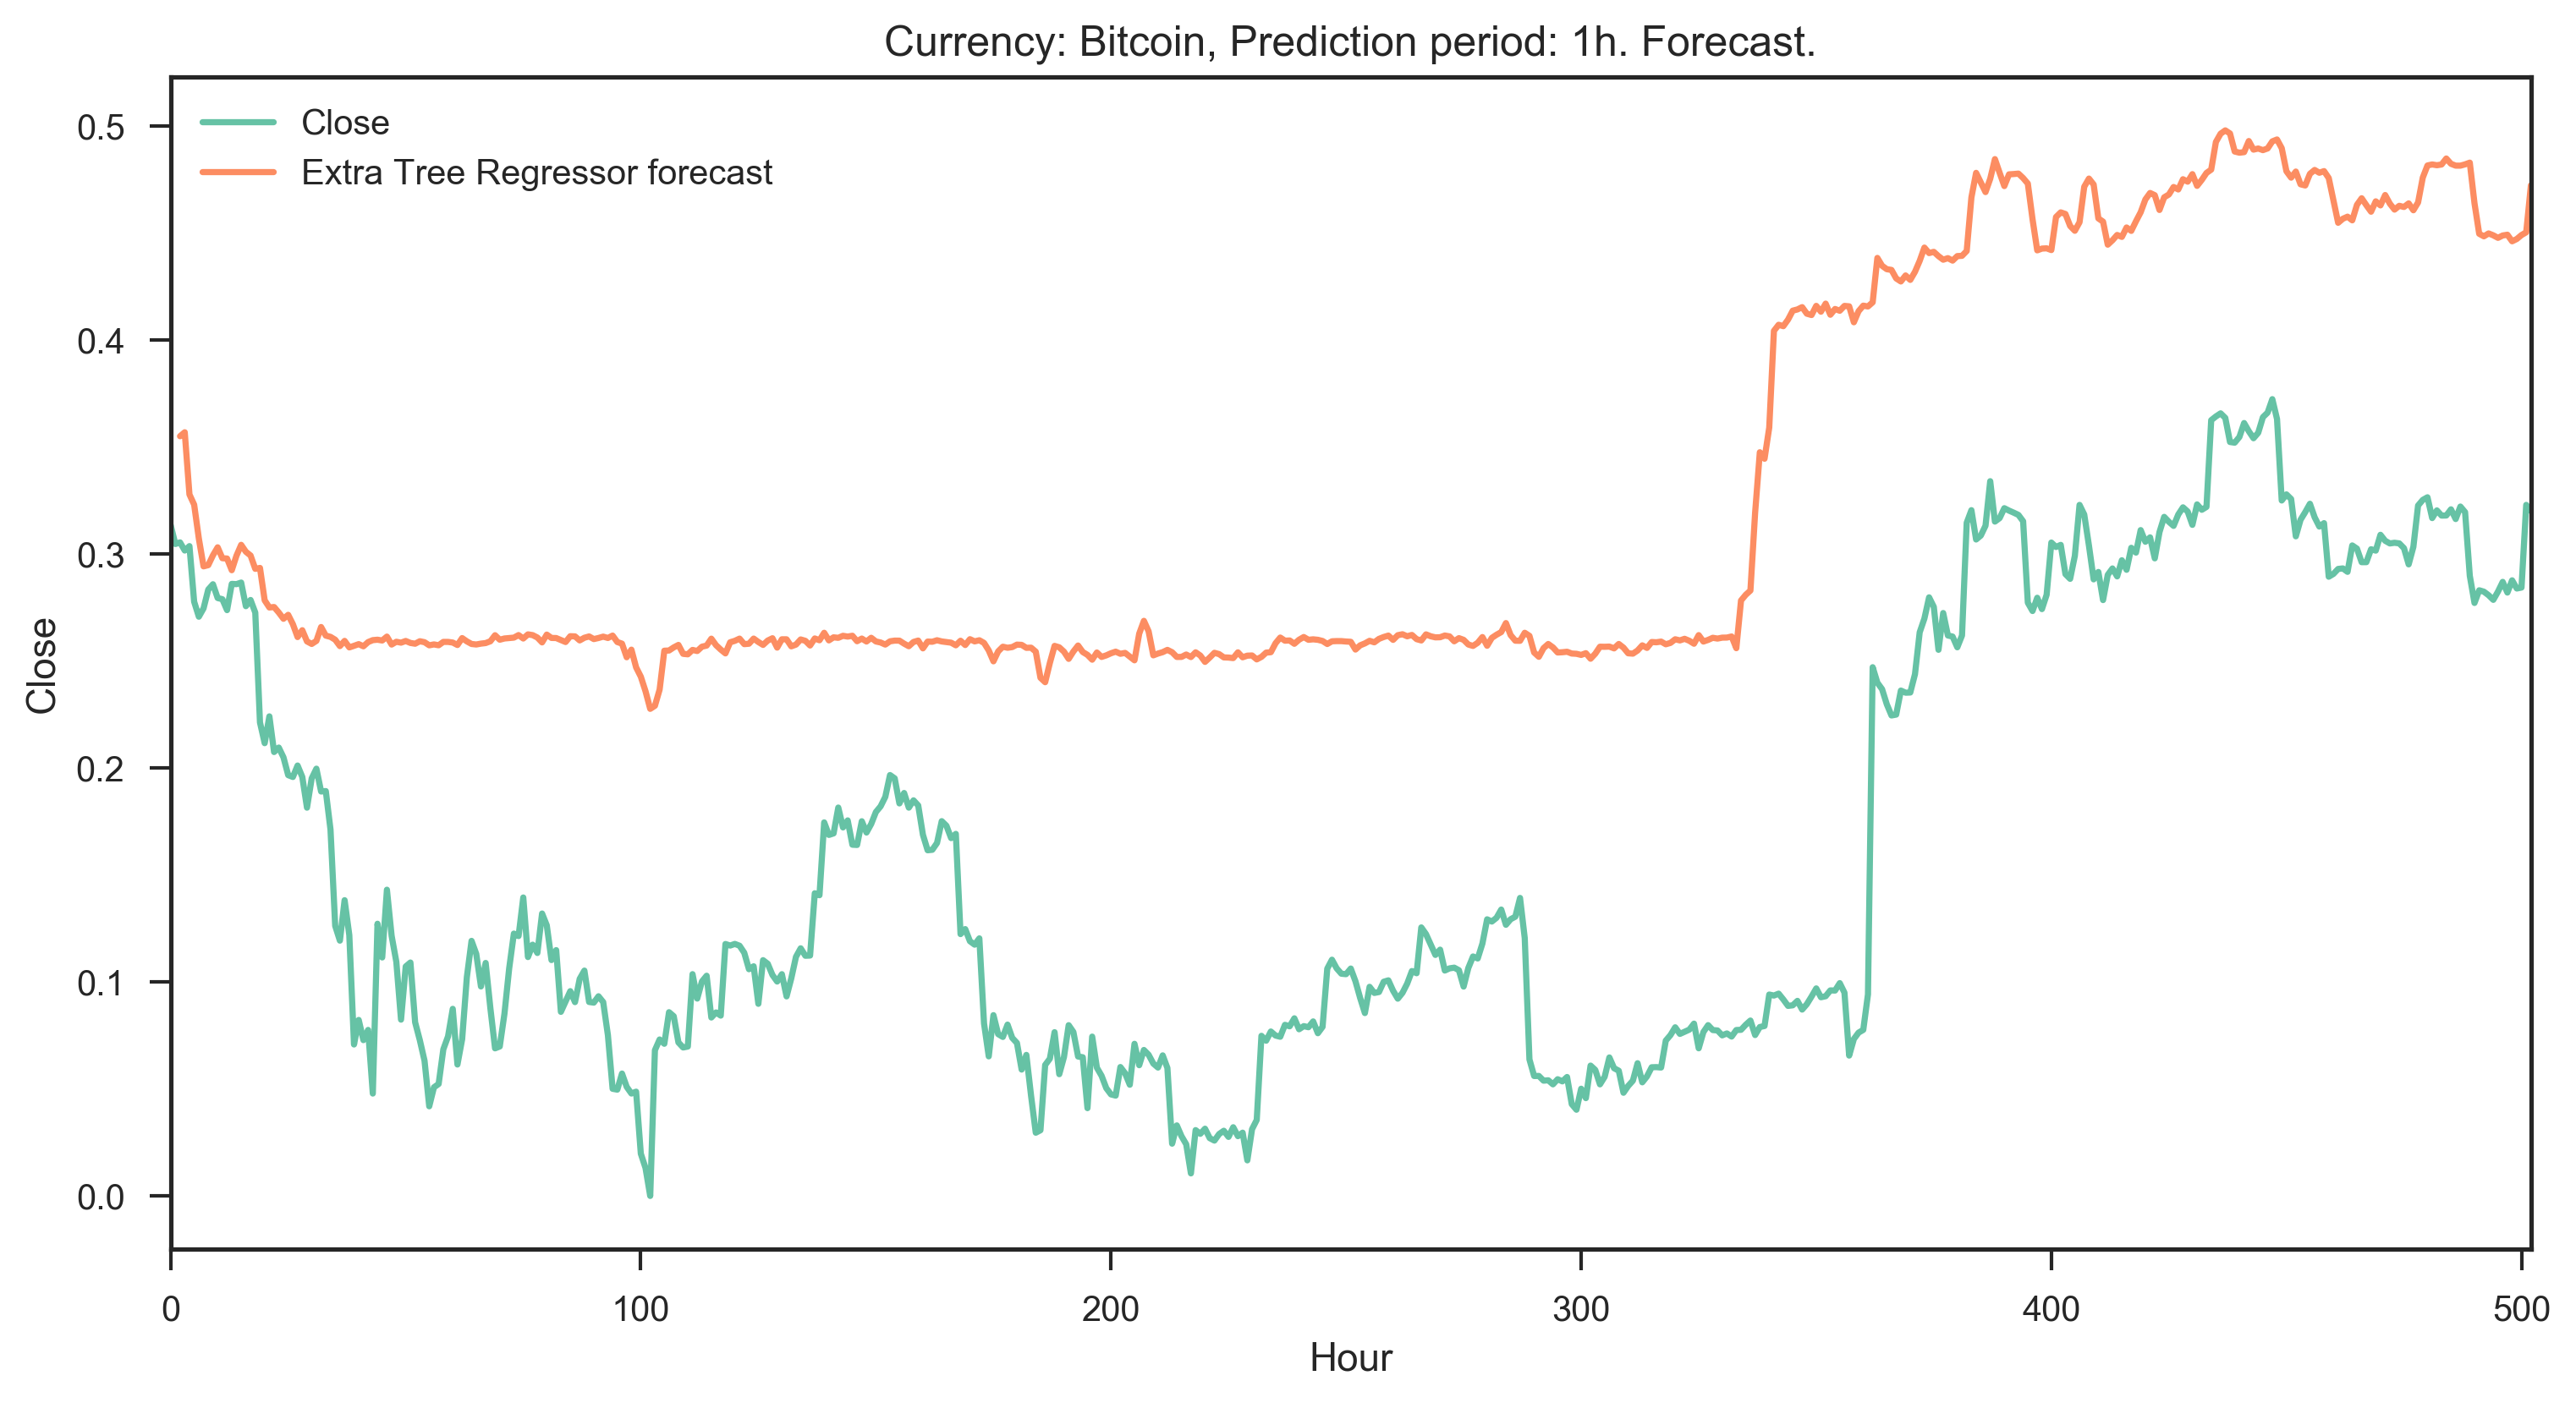 Currency: Bitcoin, Prediction period: 1h. Forecast.
Close
Extra Tree Regressor forecast
0.5
0.4
0.3
0.2
0.1
0.0
Close
0 100 200 300 400 500
Hour